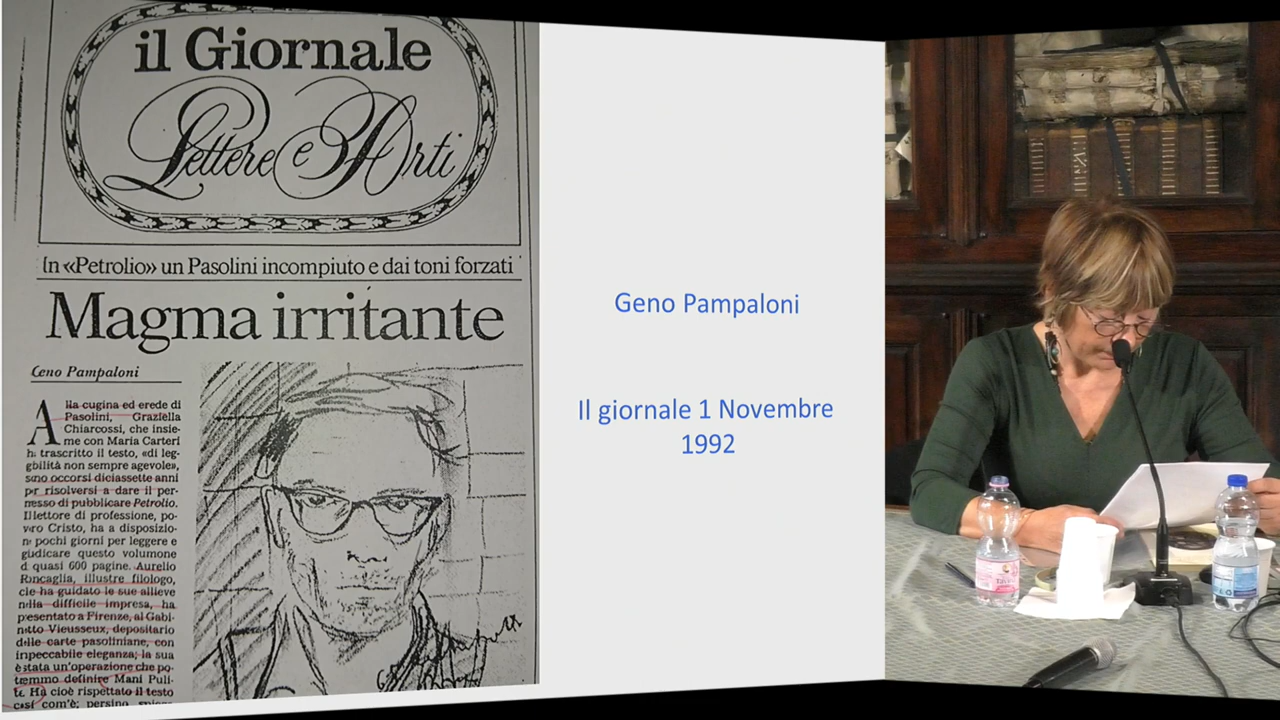 il Giornale
Lettere e Arti
In «Petrolio» un Pasolini incompiuto e dai toni forzati
Magma irritante
Geno Pampaloni
Alla cugina ed erede di
Pasolini, Graziella
Chiarcossi, che insie-
me con Maria Carteri
ha trascritto il testo, «di leg-
gibilità non sempre agevole»,
sono occorsi diciassette anni
per risolversi a dare il per-
messo di pubblicare Petrolio.
Il lettore di professione, po-
vero Cristo, ha a disposizio-
ne pochi giorni per leggere e
giudicare questo volumone
di quasi 600 pagine. Aurelio
Roncaglia, illustre filologo,
che ha guidato le sue allieve
nella difficile impresa, ha
presentato a Firenze, al Gabi-
netto Vieusseux, depositario
delle carte pasoliniane, con
impeccabile eleganza; la sua
è stata un'operazione che po-
temmo definire Mani Puli-
te. Ha cioè rispettato il testo
così com'è; persino
Geno Pampaloni
Il giornale 1 Novembre
1992